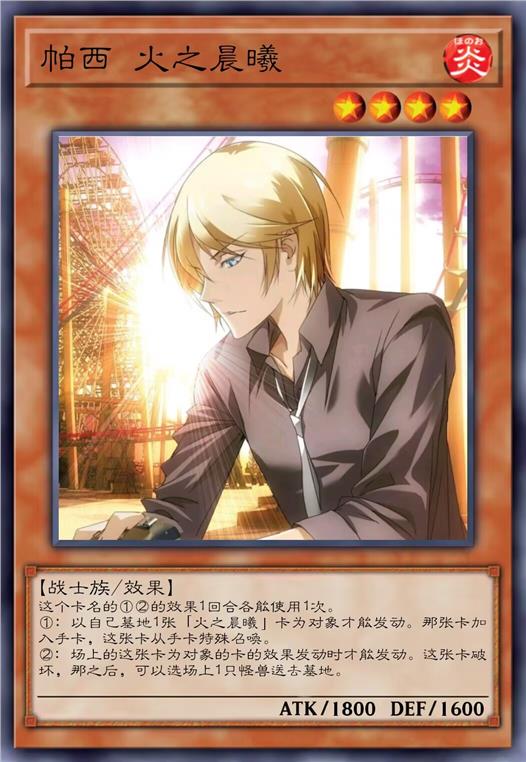 帕西 火之晨曦
ほのお
炎
【战士族/效果】
这个卡名的①②的效果1回合各能使用1次。
①：以自己墓地1张「火之晨曦」卡为对象才能发动。那张卡加
入手卡，这张卡从手卡特殊召唤。
②：场上的这张卡为对象的卡的效果发动时才能发动。这张卡破
坏，那之后，可以选场上1只怪兽送去墓地。
ATK/1800 DEF/1600